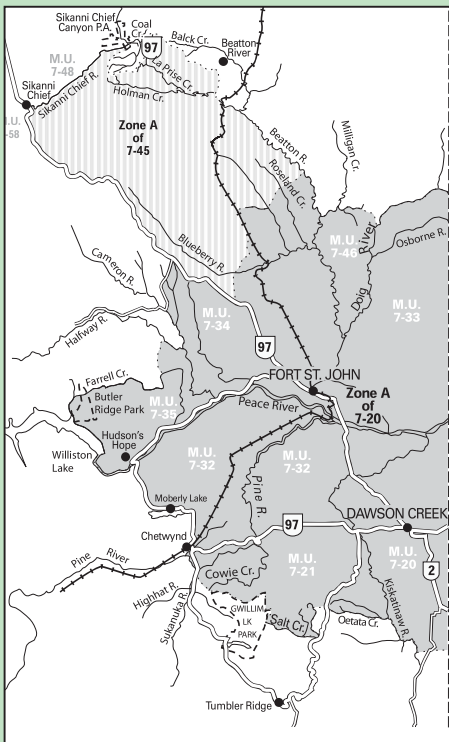 Sikanni Chief
Canyon P.A.
Coal
Cr.
97
Balck Cr.
Beatton
River
M.U.
7-48
La Prise Cr.
Sikanni
Chief
Sikanni Chief R.
Holman Cr.
-58
Zone A
of
7-45
Beatton R.
Milligan Cr.
Roseland Cr.
Blueberry R.
M.U.
7-46
Doig River
Osborne R.
Cameron R.
M.U.
7-34
M.U.
7-33
Halfway R.
97
Farrell Cr.
FORT ST. JOHN
Butler
Ridge Park
M.U.
7-35
Peace River
Zone A
of
7-20
Hudson's
Hope
Williston
Lake
M.U.
7-32
M.U.
7-32
Pine R.
Moberly Lake
97
DAWSON CREEK
Chetwynd
Pine River
M.U.
7-21
M.U.
7-20
2
Cowie Cr.
Highhat R.
Sukanuka R.
GWILLIM
LK
PARK
Salt Cr.
Oetata Cr.
Kiskatinaw R.
Tumbler Ridge